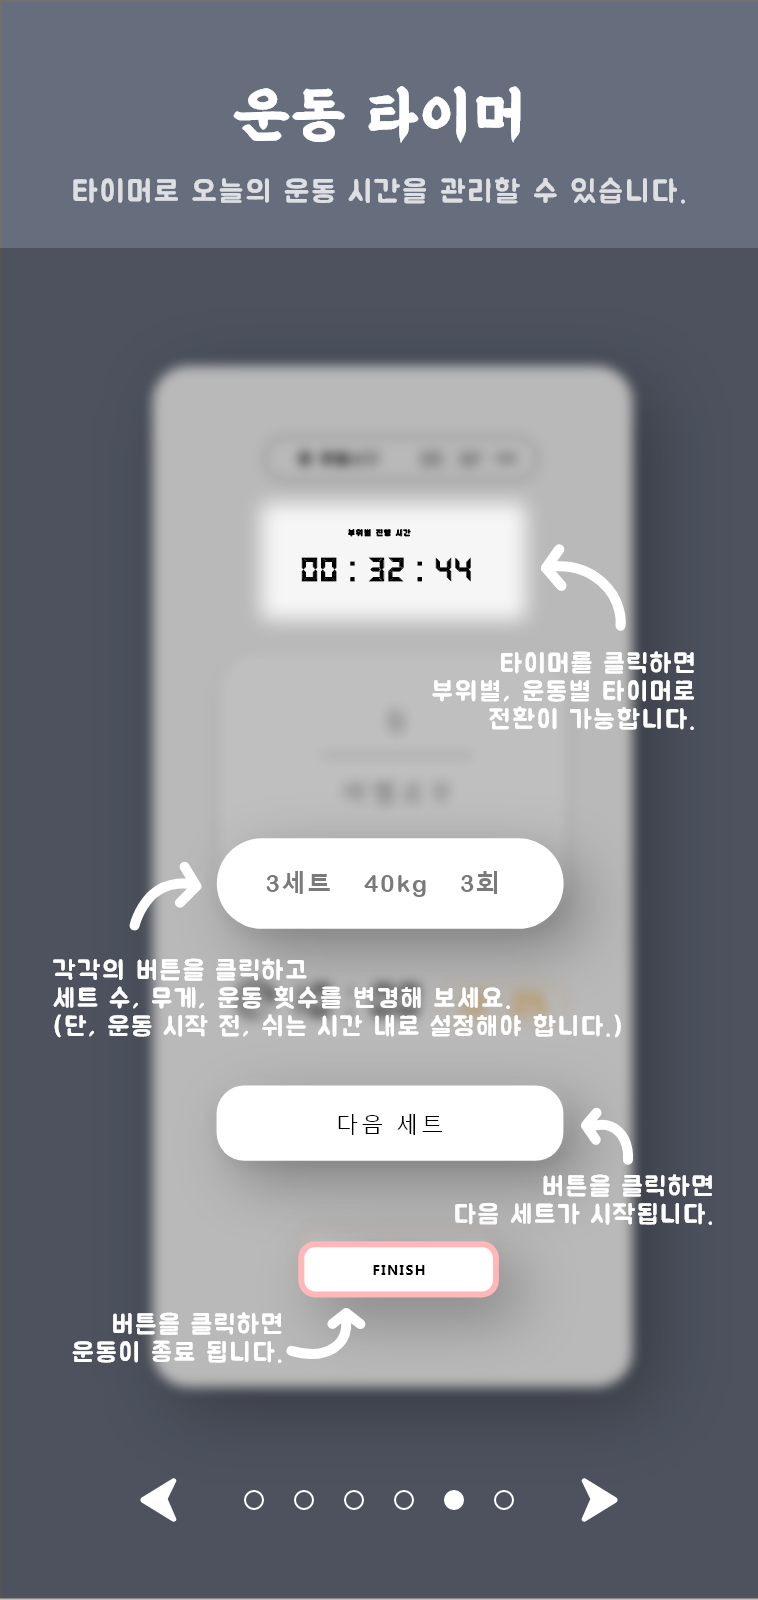 운동 타이머
타이머로 오늘의 운동 시간을 관리할 수 있습니다.
부위별 진행 시간
00 : 32 : 44
타이머를 클릭하면
부위별, 운동별 타이머로
전환이 가능합니다.
3세트 40kg 3회
각각의 버튼을 클릭하고
세트 수, 무게, 운동 횟수를 변경해 보세요.
(단, 운동 시작 전, 쉬는 시간 내로 설정해야 합니다.)
다음 세트
버튼을 클릭하면
다음 세트가 시작됩니다.
FINISH
버튼을 클릭하면
운동이 종료 됩니다.